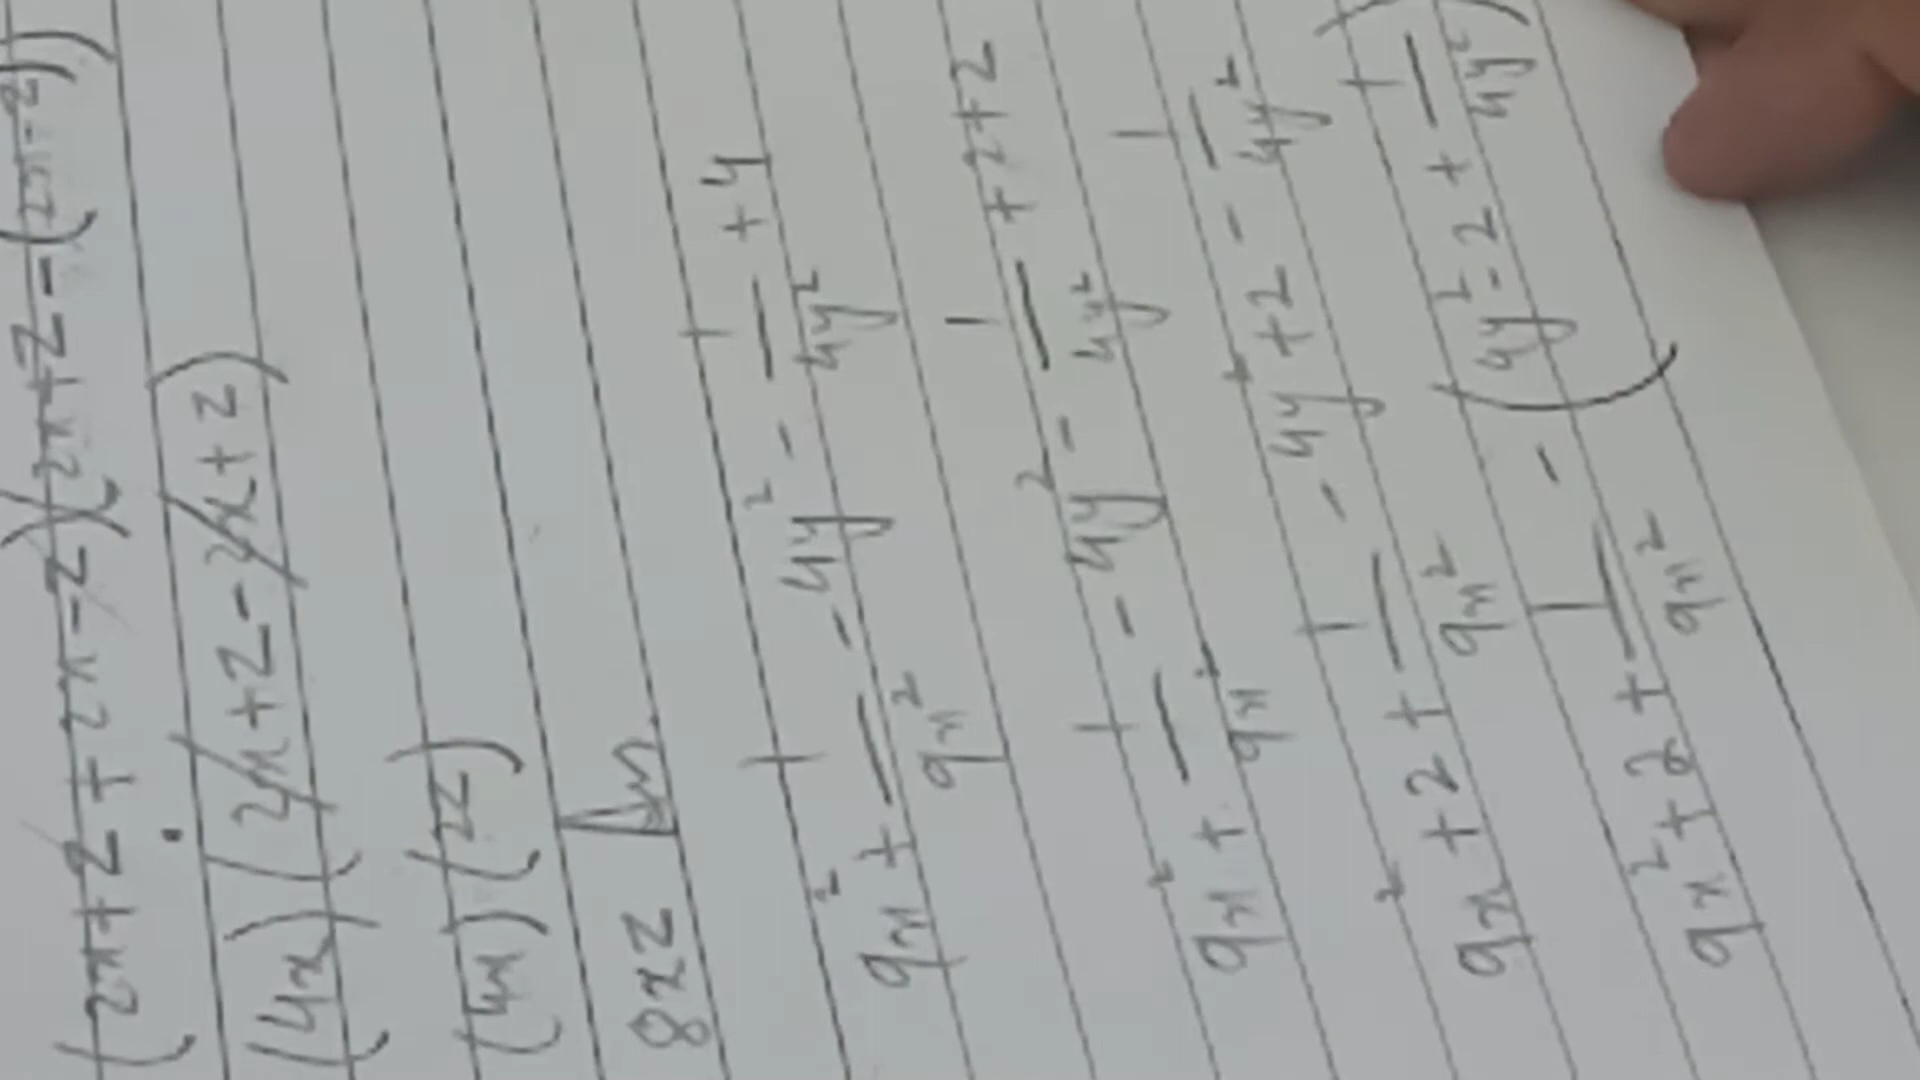 (2x+z+2x-z)(2x+z-(2x-z))
(4x)(2x+z-2x+z)
(4x)(2z)
8xz Ans
9x² + 1/9x² - 4y² - 1/4y² + 4
9x² + 1/9x² - 4y² - 1/4y² + 2+2
9x² + 2 + 1/9x² - 4y² + 2 - 1/4y²
9x² + 2 + 1/9x² - (4y² - 2 + 1/4y²)